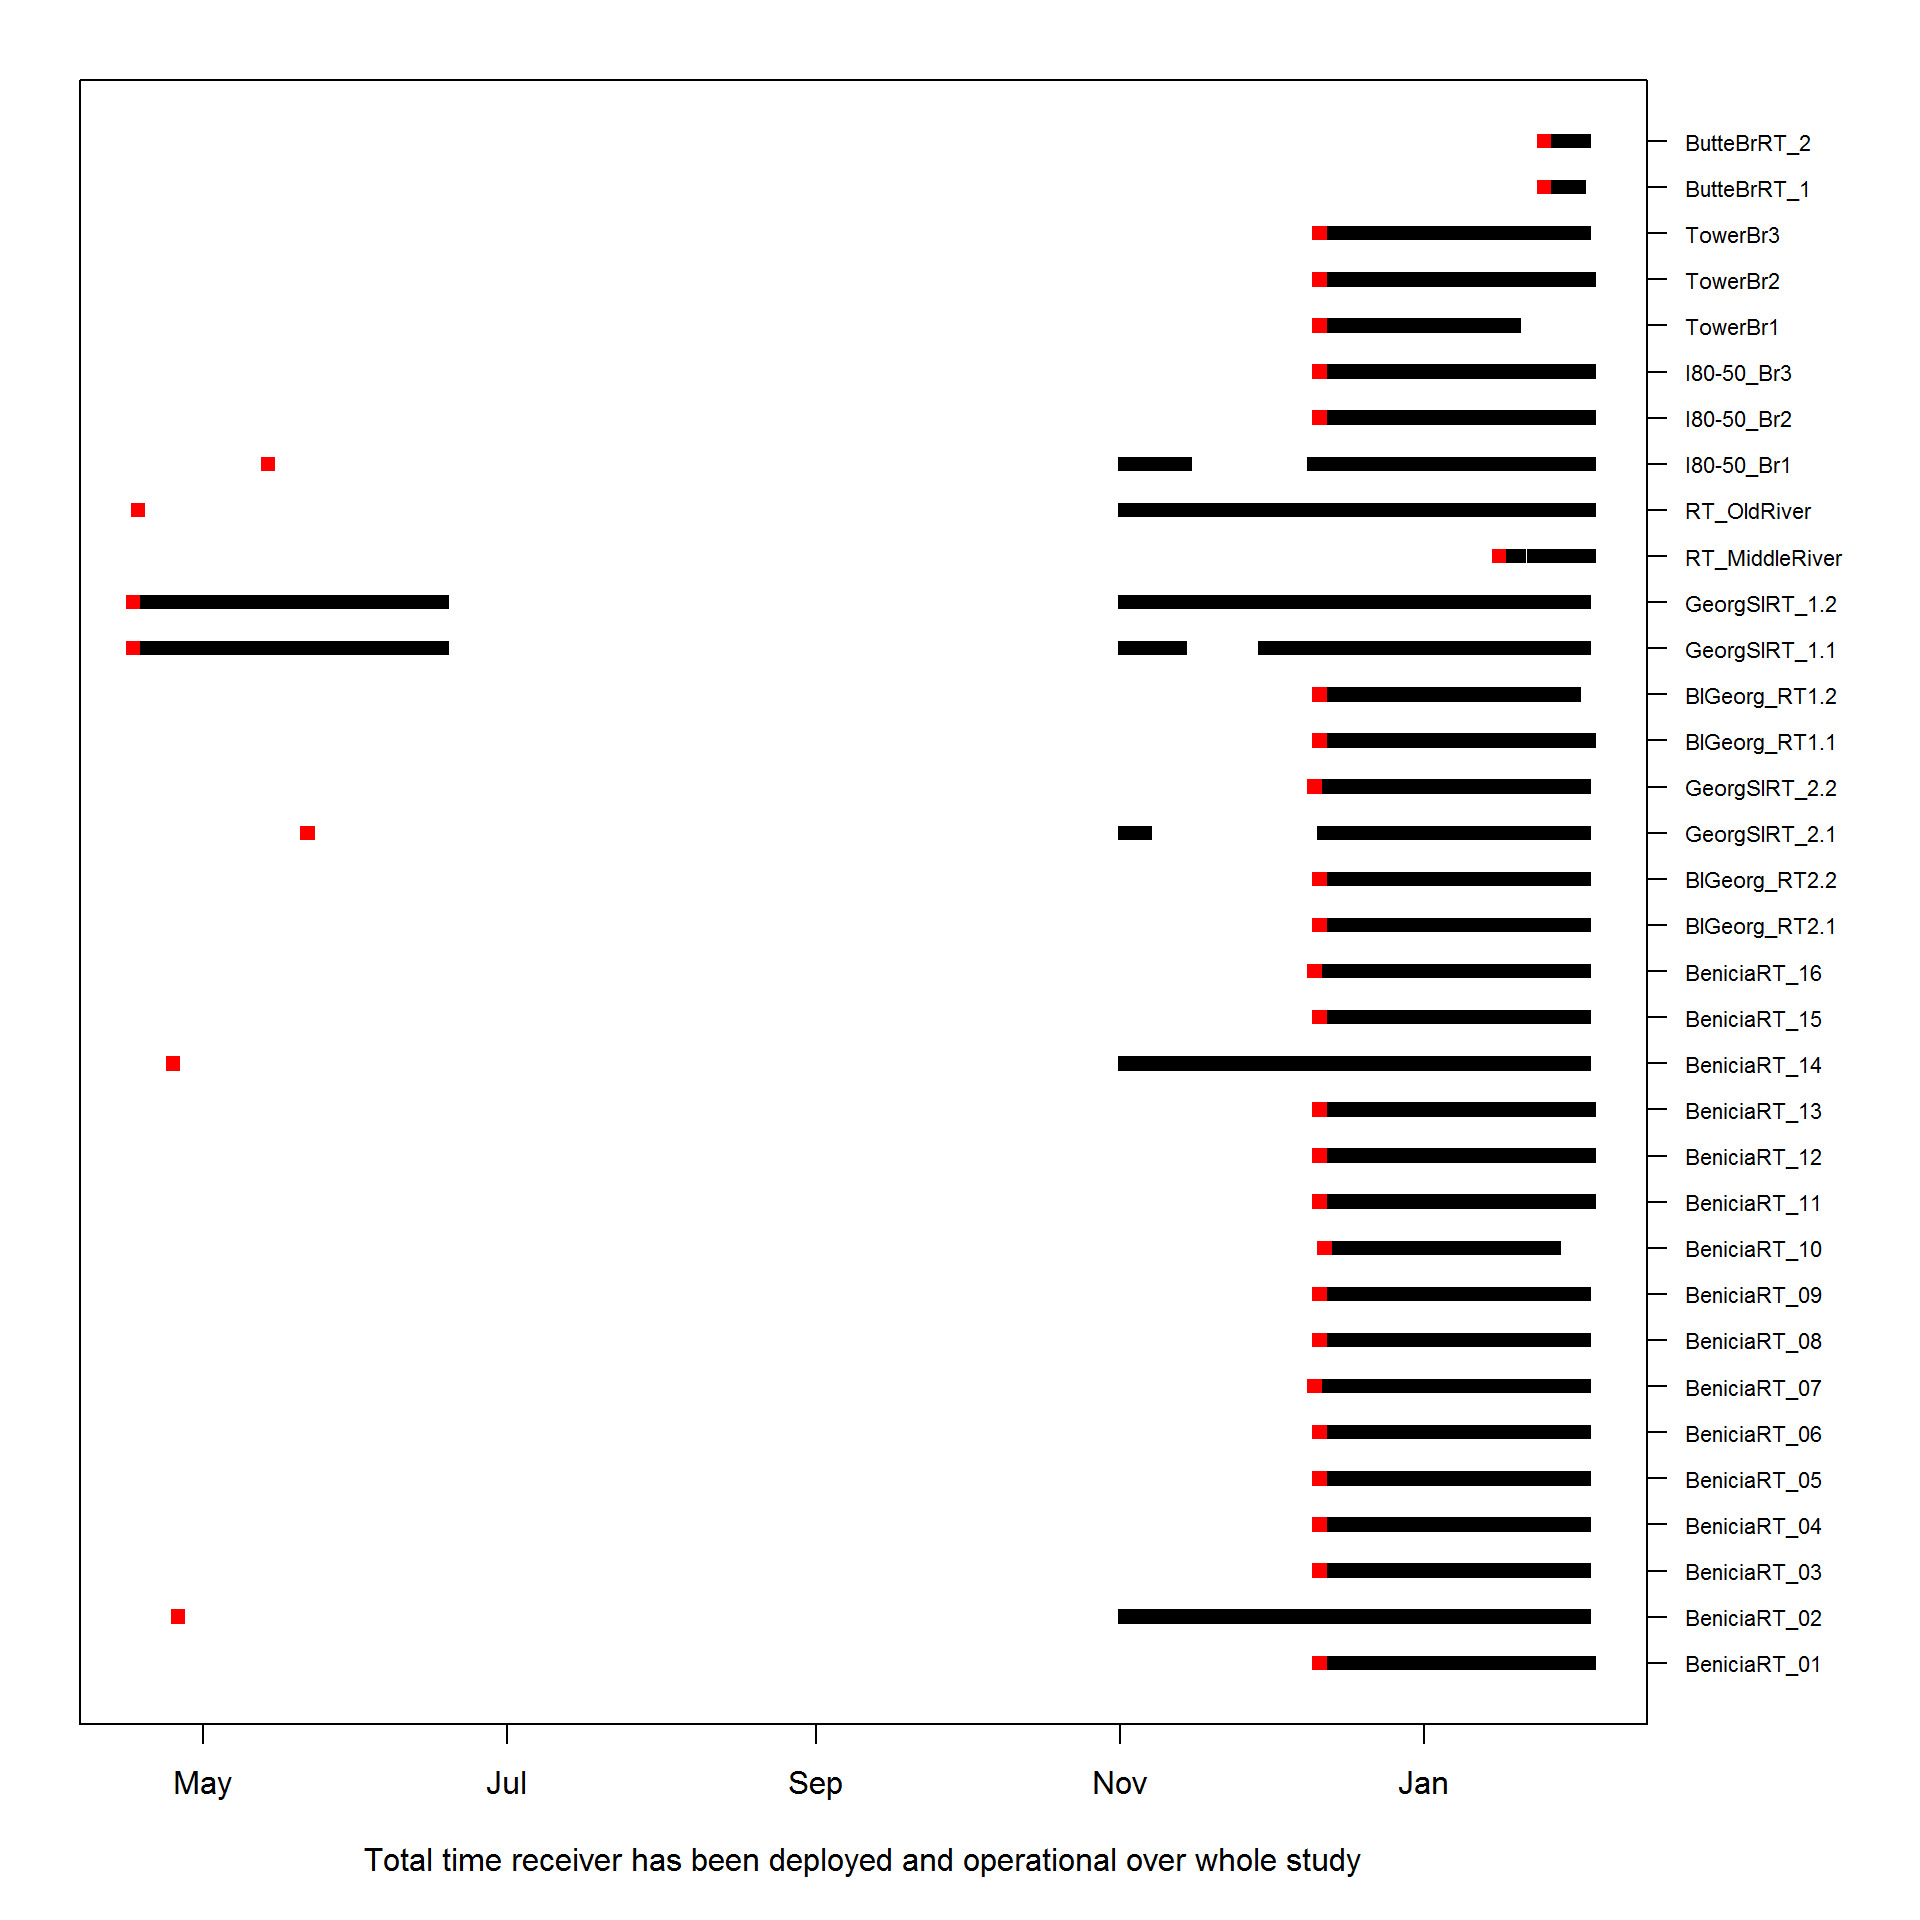 ButteBrRT_2
ButteBrRT_1
TowerBr3
TowerBr2
TowerBr1
I80-50_Br3
I80-50_Br2
I80-50_Br1
RT_OldRiver
RT_MiddleRiver
GeorgSlRT_1.2
GeorgSlRT_1.1
BlGeorg_RT1.2
BlGeorg_RT1.1
GeorgSlRT_2.2
GeorgSlRT_2.1
BlGeorg_RT2.2
BlGeorg_RT2.1
BeniciaRT_16
BeniciaRT_15
BeniciaRT_14
BeniciaRT_13
BeniciaRT_12
BeniciaRT_11
BeniciaRT_10
BeniciaRT_09
BeniciaRT_08
BeniciaRT_07
BeniciaRT_06
BeniciaRT_05
BeniciaRT_04
BeniciaRT_03
BeniciaRT_02
BeniciaRT_01
May Jul Sep Nov Jan
Total time receiver has been deployed and operational over whole study